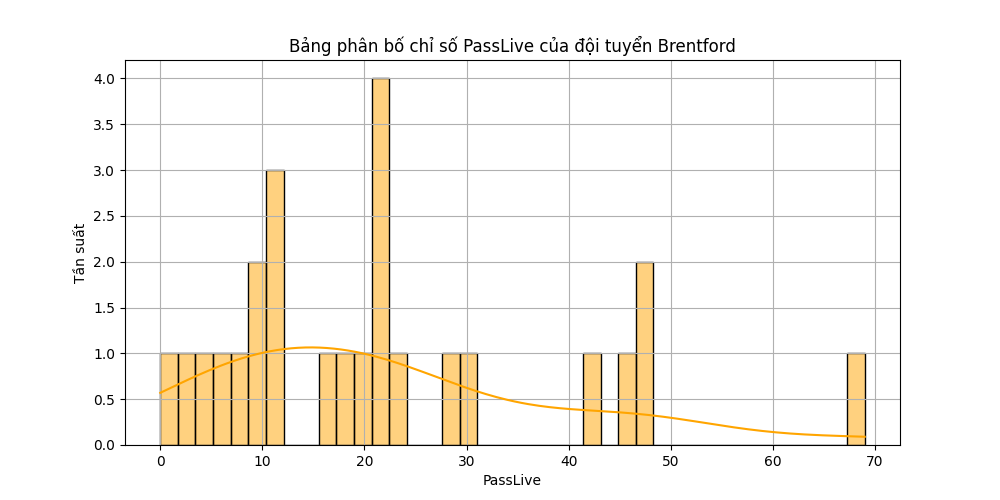 Bảng phân bố chỉ số PassLive của đội tuyển Brentford
4.0
3.5
3.0
2.5
2.0
1.5
1.0
0.5
0.0
Tần suất
0 10 20 30 40 50 60 70
PassLive